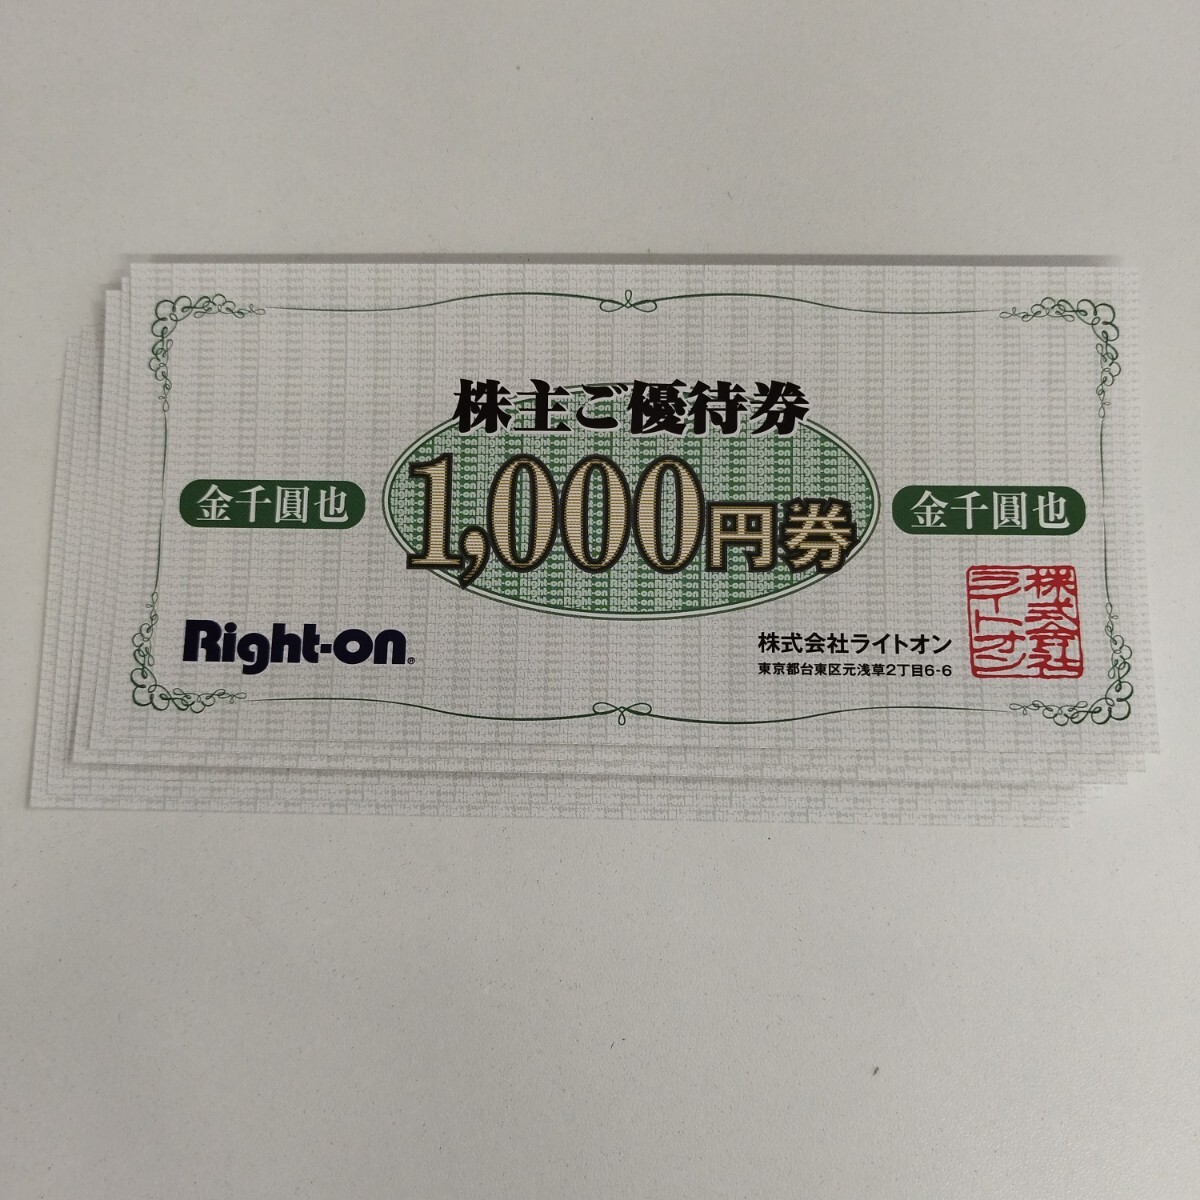 株主ご優待券
1,000円券
金千圓也
金千圓也
Right-on®
株式会社ライトオン
東京都台東区元浅草2丁目6-6
株式会社
ライトオン